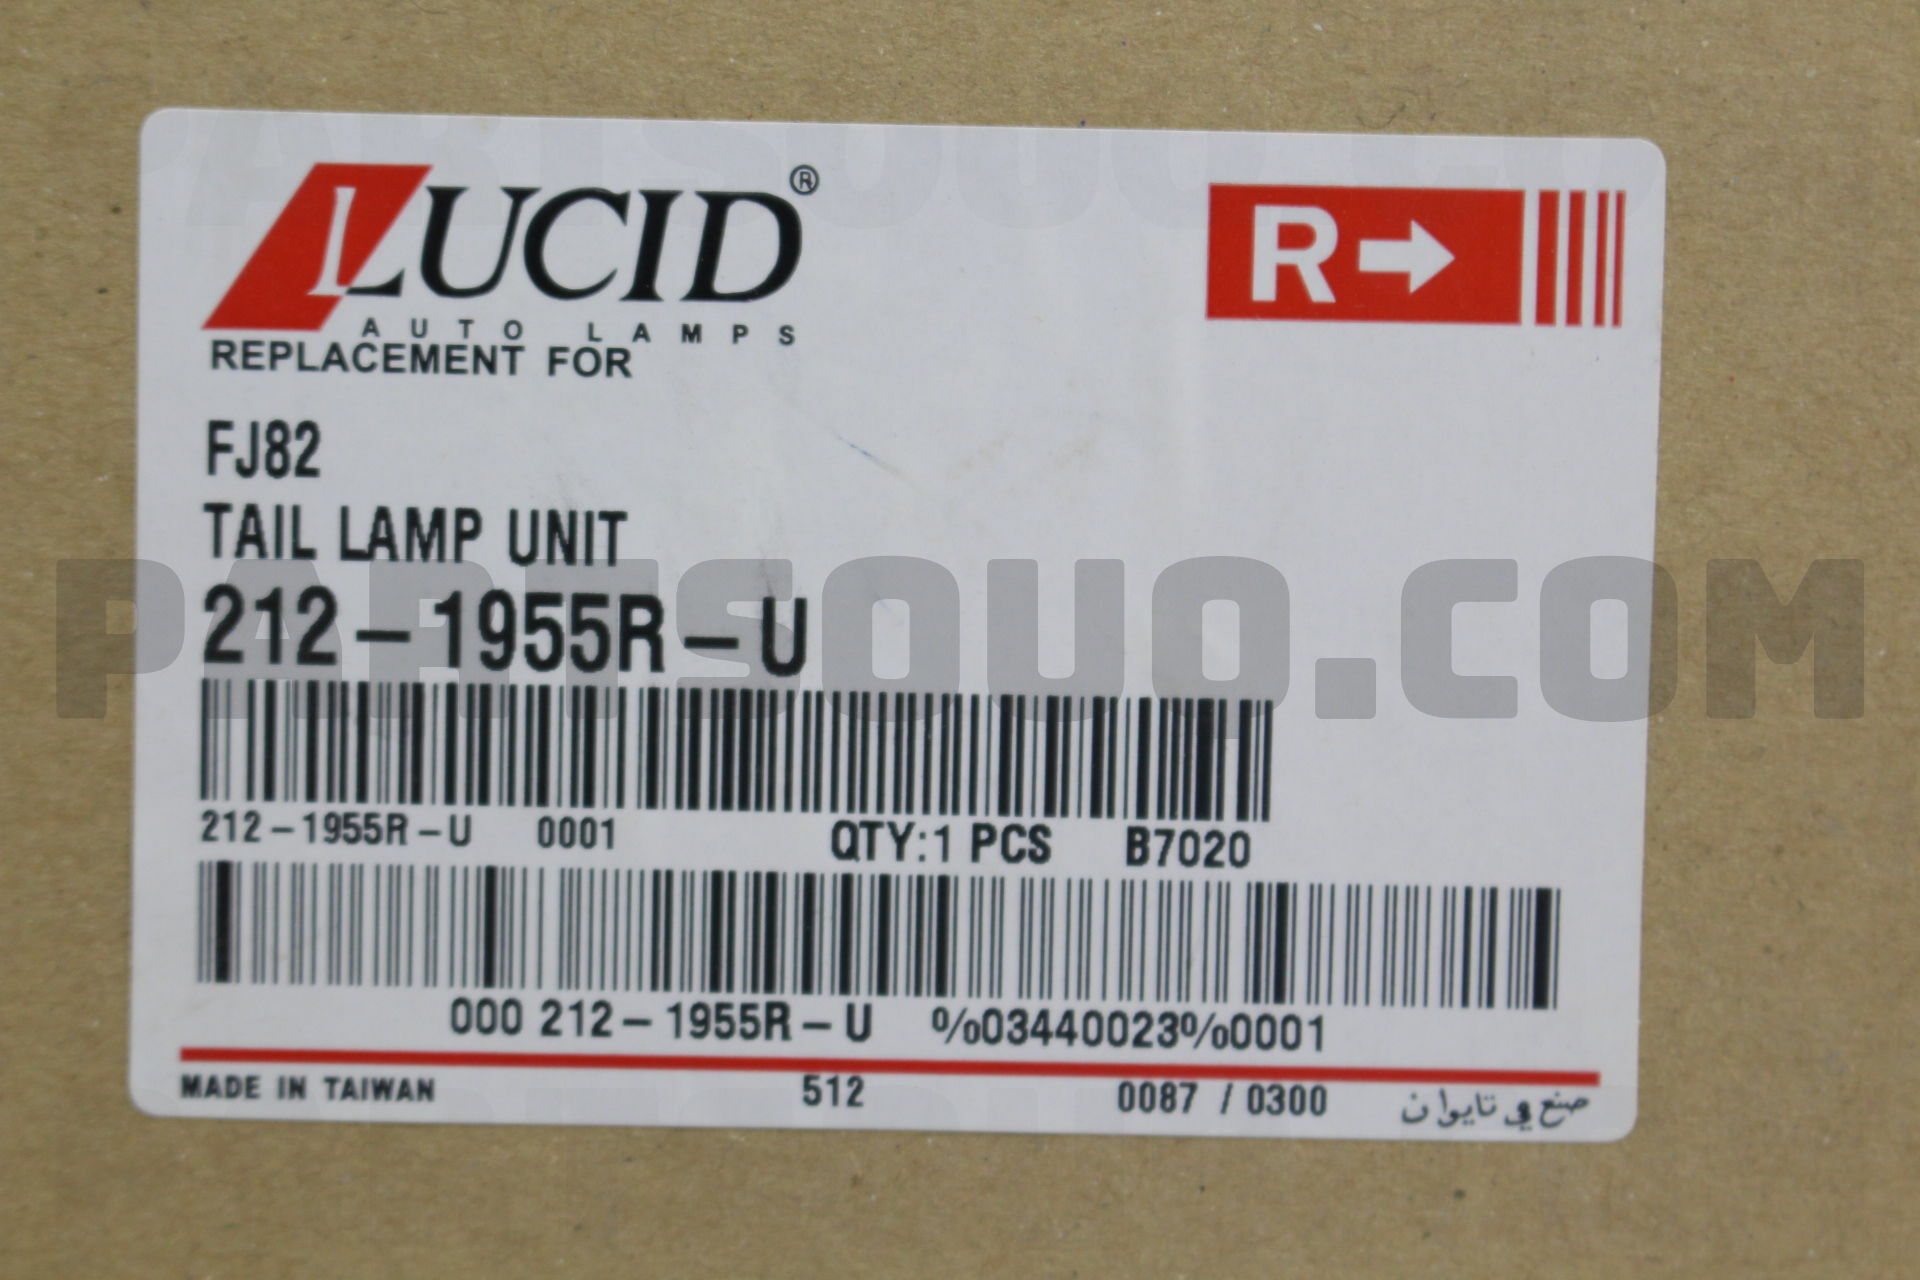 LUCID®
AUTO LAMPS
R
REPLACEMENT FOR
FJ82
TAIL LAMP UNIT
212-1955R-U
212-1955R-U 0001 QTY:1 PCS B7020
000 212-1955R-U %03440023%0001
MADE IN TAIWAN 512 0087 / 0300 صنع في تايوان
PARTSOUQ.COM